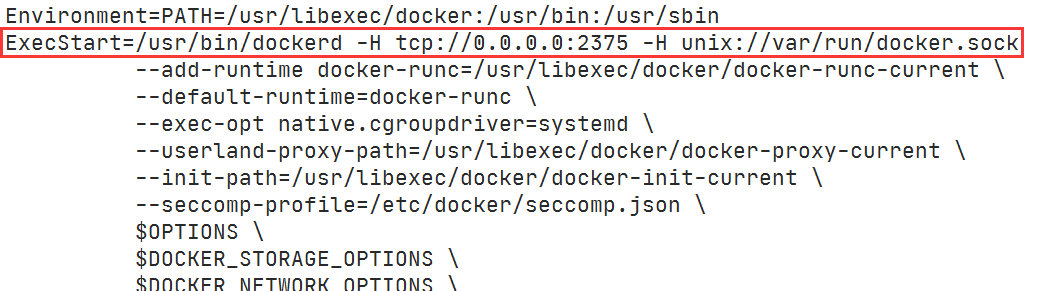 Environment=PATH=/usr/libexec/docker:/usr/bin:/usr/sbin
ExecStart=/usr/bin/dockerd -H tcp://0.0.0.0:2375 -H unix://var/run/docker.sock
--add-runtime docker-runc=/usr/libexec/docker/docker-runc-current \
--default-runtime=docker-runc \
--exec-opt native.cgroupdriver=systemd \
--userland-proxy-path=/usr/libexec/docker/docker-proxy-current \
--init-path=/usr/libexec/docker/docker-init-current \
--seccomp-profile=/etc/docker/seccomp.json \
$OPTIONS \
$DOCKER_STORAGE_OPTIONS \
$DOCKER_NETWORK_OPTIONS \